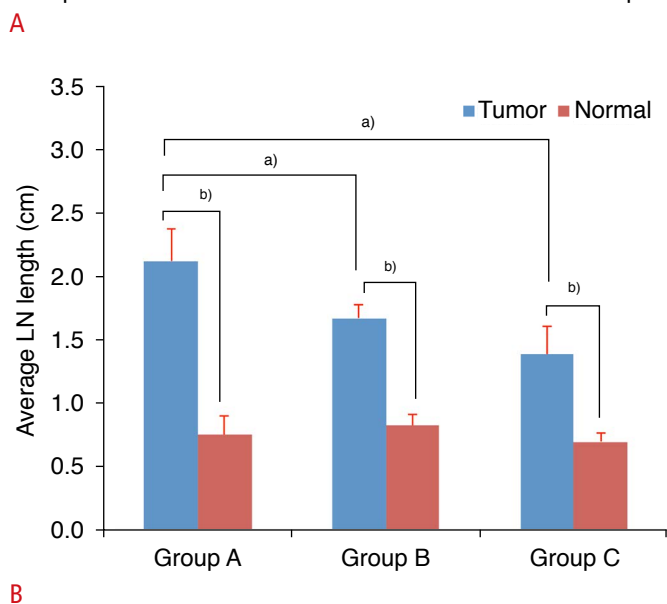 A
3.5
3.0
2.5
2.0
1.5
1.0
0.5
0.0
Average LN length (cm)
Tumor Normal
a)
a)
b)
b)
b)
Group A Group B Group C
B